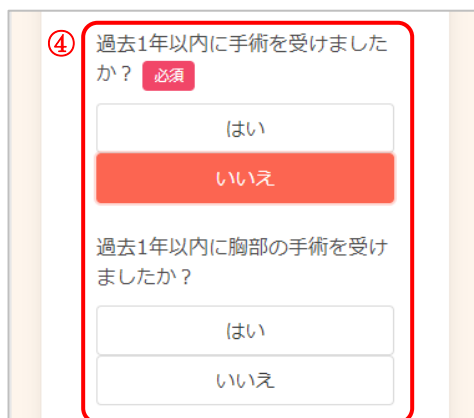 ④ 過去1年以内に手術を受けました
か？ 必須
はい
いいえ
過去1年以内に胸部の手術を受け
ましたか？
はい
いいえ